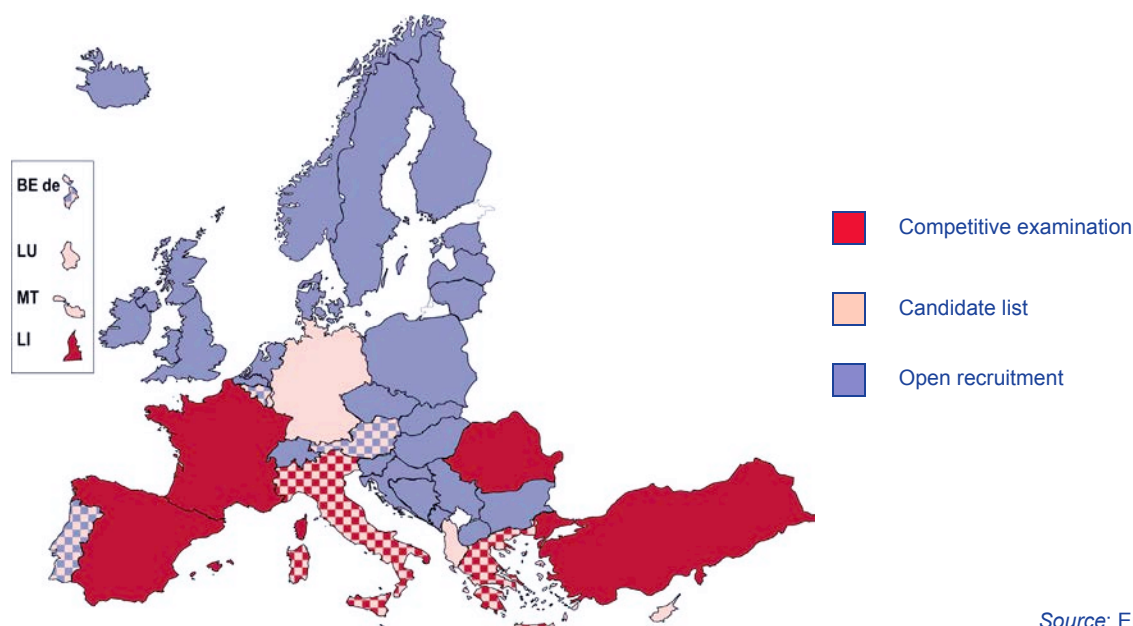 BE de
LU
MT
LI
Competitive examination
Candidate list
Open recruitment
Source: E